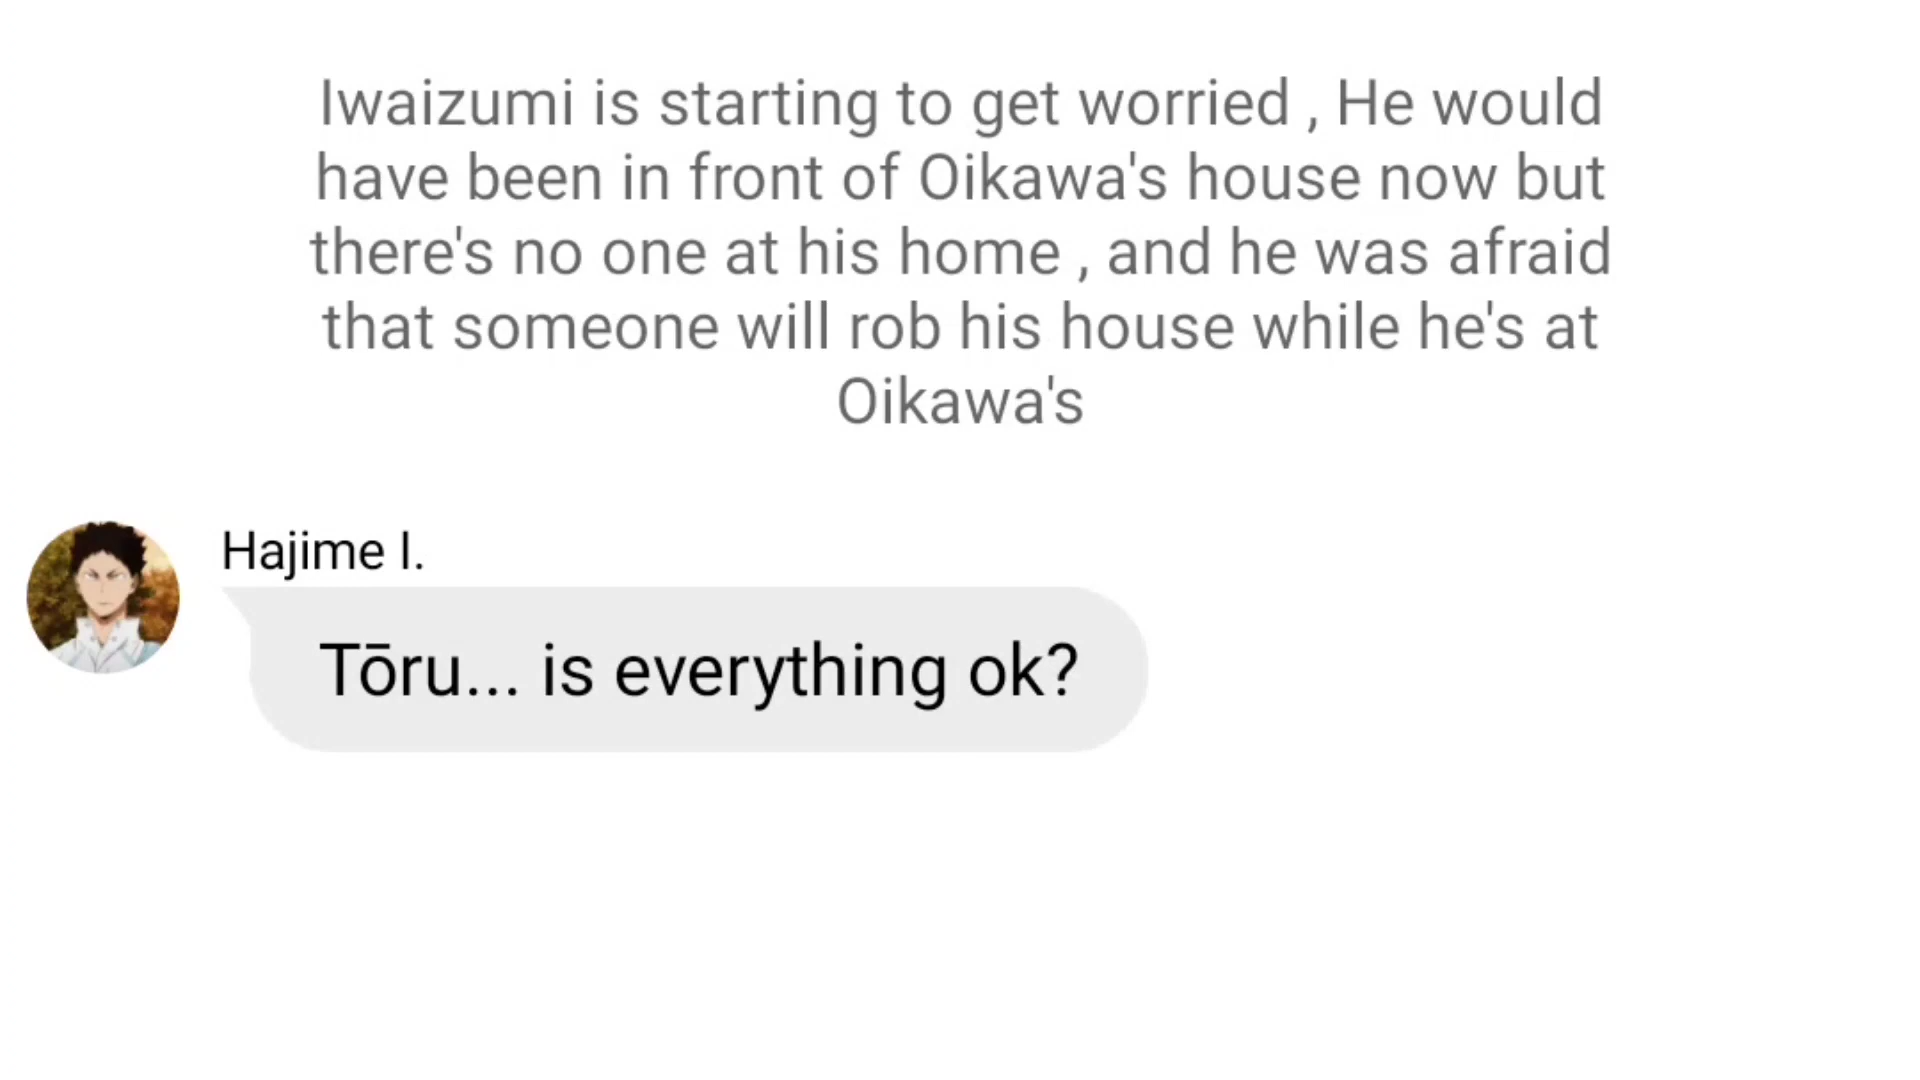 Iwaizumi is starting to get worried , He would
have been in front of Oikawa's house now but
there's no one at his home , and he was afraid
that someone will rob his house while he's at
Oikawa's
Hajime I.
Tōru... is everything ok?